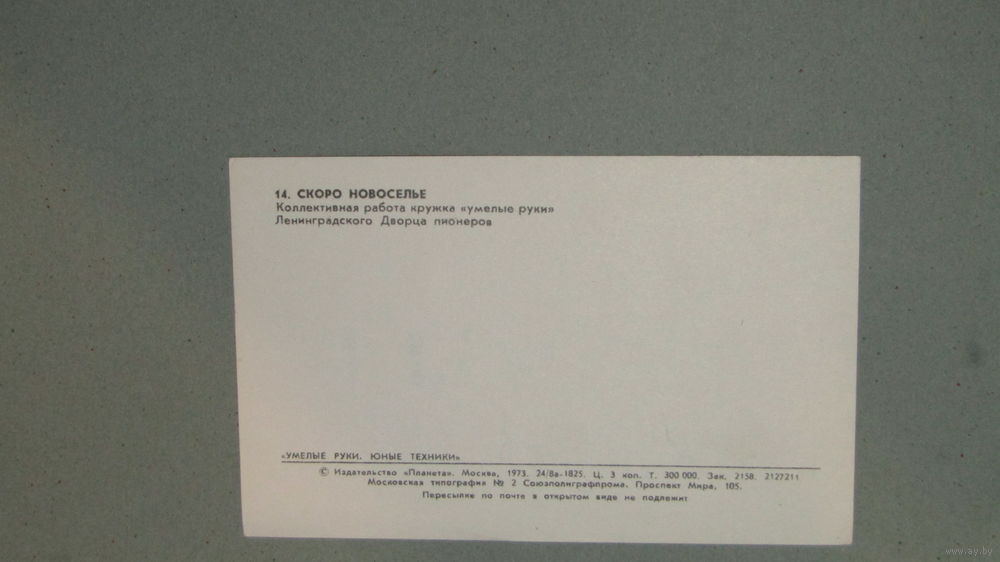 14. СКОРО НОВОСЕЛЬЕ
Коллективная работа кружка «умелые руки»
Ленинградского Дворца пионеров
«УМЕЛЫЕ РУКИ. ЮНЫЕ ТЕХНИКИ»
© Издательство «Планета». Москва, 1973. 24/8а-1825. Ц. 3 коп. Т. 300 000. Зак. 2158. 2127211
Московская типография № 2 Союзполиграфпрома. Проспект Мира, 105.
Пересылке по почте в открытом виде не подлежит
www.ay.by